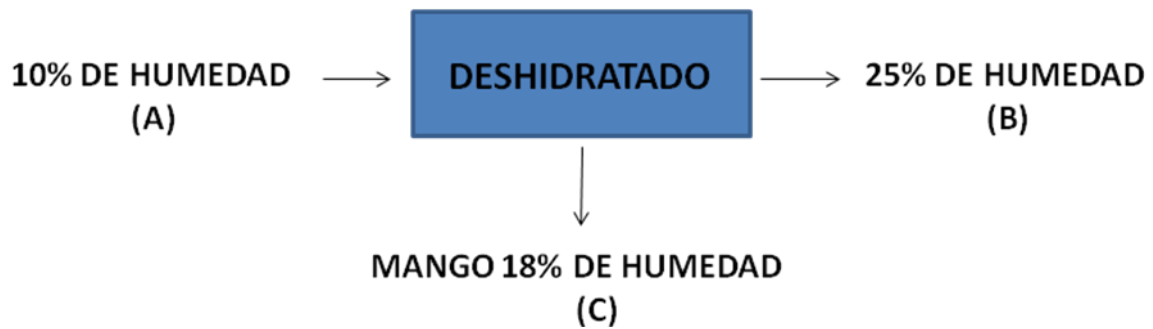 10% DE HUMEDAD
(A)
DESHIDRATADO
25% DE HUMEDAD
(B)
MANGO 18% DE HUMEDAD
(C)